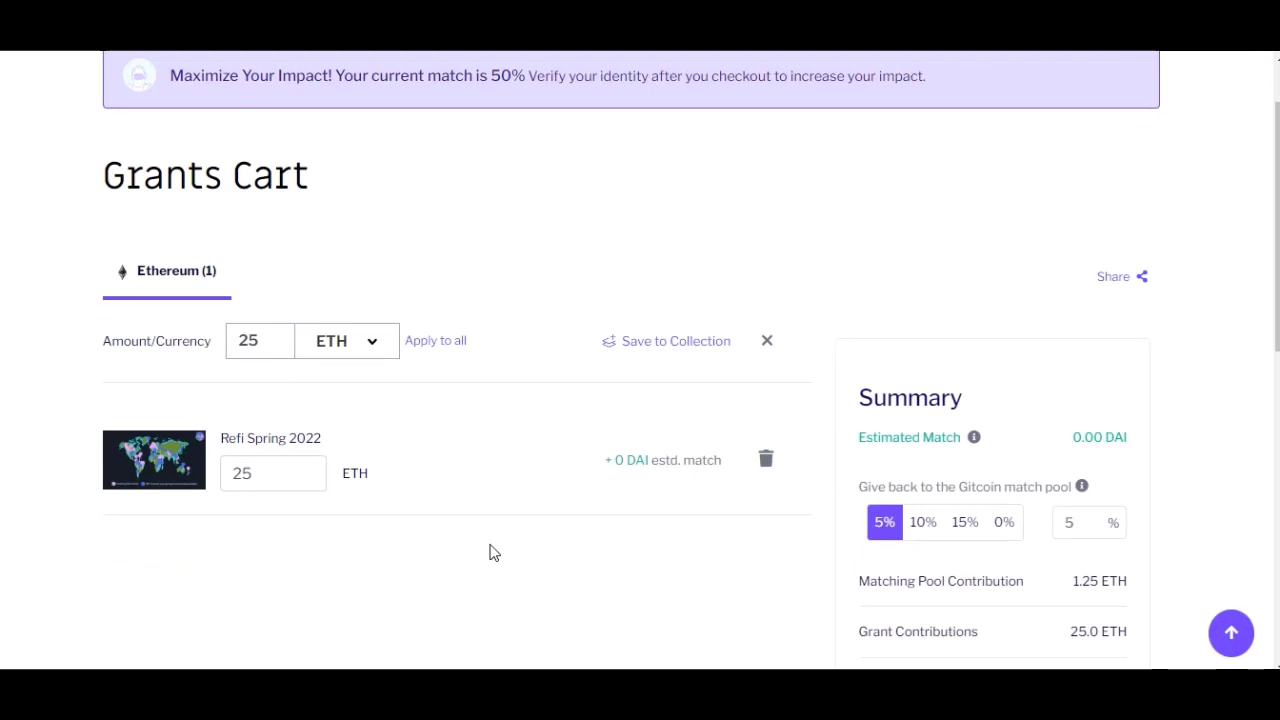 Maximize Your Impact! Your current match is 50% Verify your identity after you checkout to increase your impact.
Grants Cart
Ethereum (1)
Share
Amount/Currency 25 ETH Apply to all Save to Collection
Refi Spring 2022
25 ETH
+ 0 DAI estd. match
Summary
Estimated Match 0.00 DAI
Give back to the Gitcoin match pool
5% 10% 15% 0% 5 %
Matching Pool Contribution 1.25 ETH
Grant Contributions 25.0 ETH